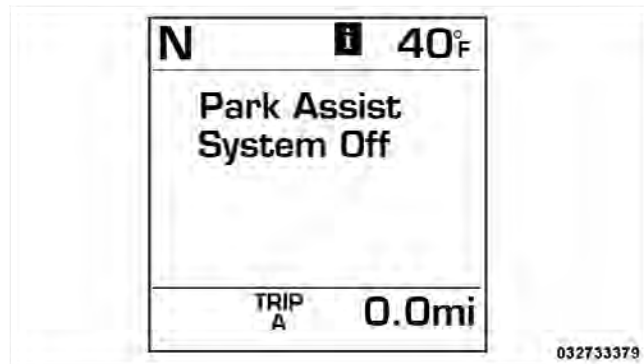 N i 40°F
Park Assist
System Off
TRIP
A 0.0mi
032733379